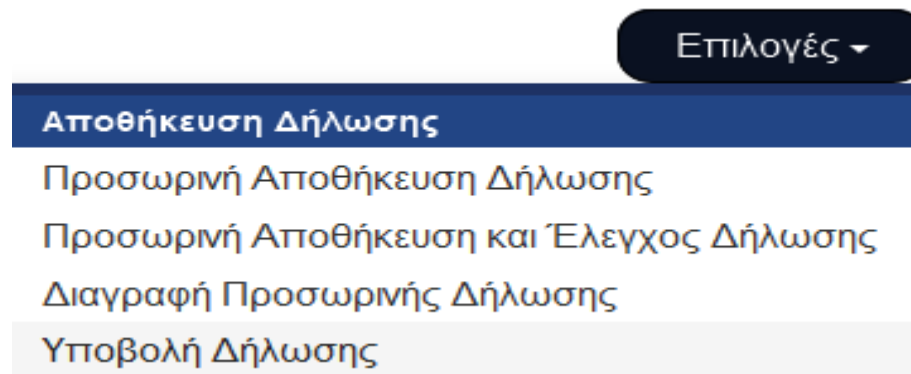 Επιλογές
Αποθήκευση Δήλωσης
Προσωρινή Αποθήκευση Δήλωσης
Προσωρινή Αποθήκευση και Έλεγχος Δήλωσης
Διαγραφή Προσωρινής Δήλωσης
Υποβολή Δήλωσης